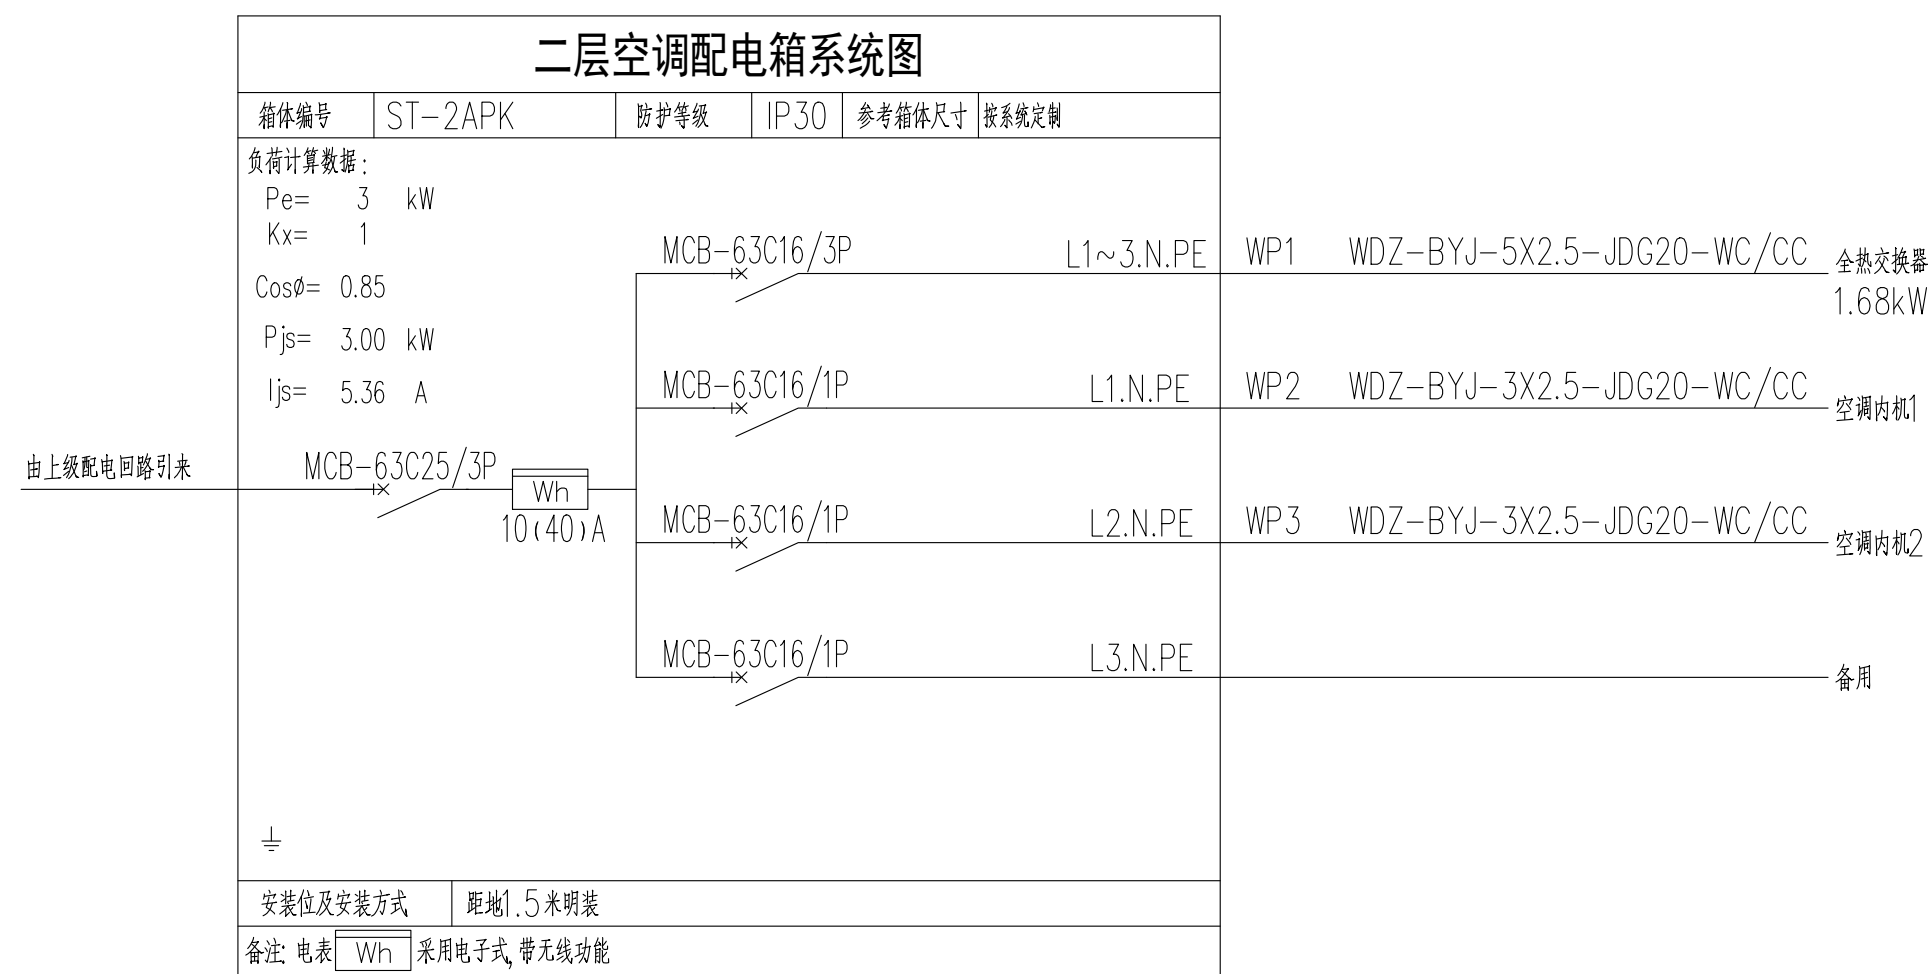 二层空调配电箱系统图
箱体编号 ST-2APK 防护等级 IP30 参考箱体尺寸 按系统定制
负荷计算数据:
Pe= 3 kW
Kx= 1
Cosø= 0.85
Pjs= 3.00 kW
Ijs= 5.36 A
由上级配电回路引来
MCB-63C25/3P
Wh
10(40)A
MCB-63C16/3P L1~3.N.PE WP1 WDZ-BYJ-5X2.5-JDG20-WC/CC 全热交换器
1.68kW
MCB-63C16/1P L1.N.PE WP2 WDZ-BYJ-3X2.5-JDG20-WC/CC 空调内机1
MCB-63C16/1P L2.N.PE WP3 WDZ-BYJ-3X2.5-JDG20-WC/CC 空调内机2
MCB-63C16/1P L3.N.PE 备用
安装位及安装方式 距地1.5米明装
备注: 电表 Wh 采用电子式,带无线功能